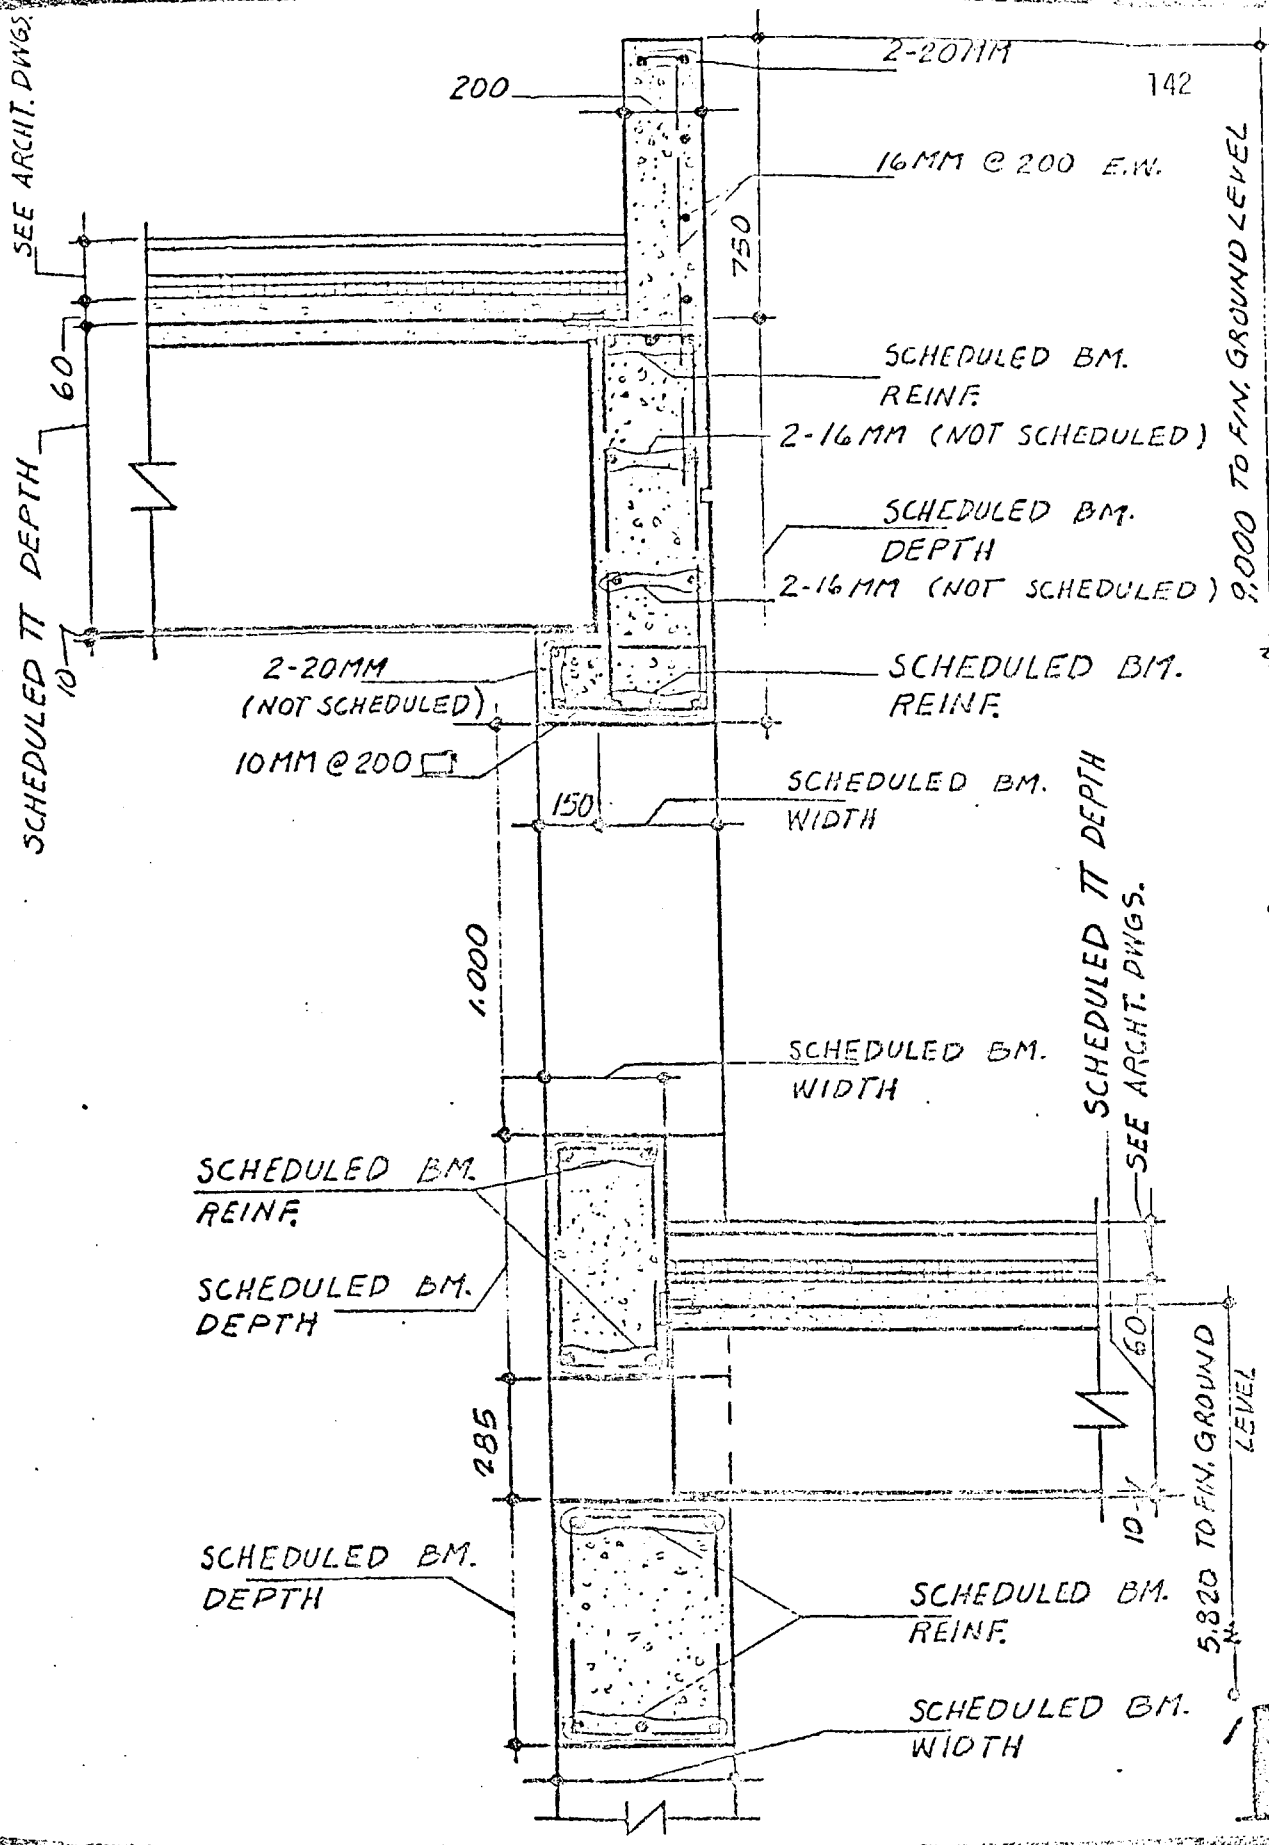 SEE ARCHT. DWGS.
2-20MM
142
200
16MM @ 200 E.W.
750
9,000 TO FIN. GROUND LEVEL
60
SCHEDULED TT DEPTH
10
SCHEDULED BM.
REINF.
2-16MM (NOT SCHEDULED)
SCHEDULED BM.
DEPTH
2-16MM (NOT SCHEDULED)
2-20MM
(NOT SCHEDULED)
SCHEDULED BM.
REINF.
10MM @ 200
150
SCHEDULED BM.
WIDTH
1.000
SCHEDULED TT DEPTH
SEE ARCHT. DWGS.
SCHEDULED BM.
WIDTH
SCHEDULED BM.
REINF.
SCHEDULED BM.
DEPTH
60
285
10
5.820 TO FIN. GROUND
LEVEL
SCHEDULED BM.
DEPTH
SCHEDULED BM.
REINF.
SCHEDULED BM.
WIDTH